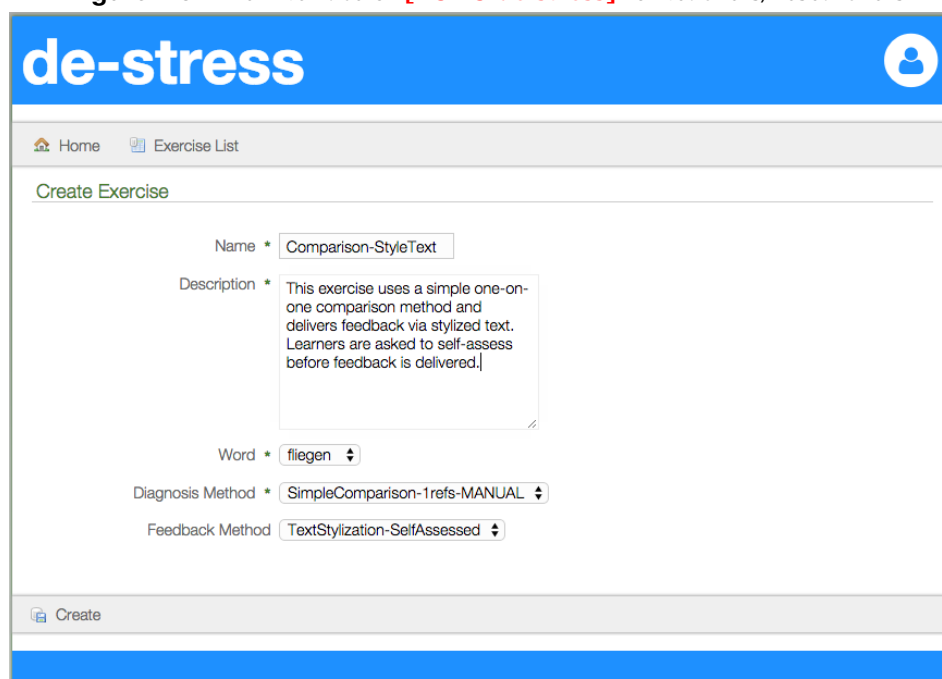 de-stress
Home Exercise List
Create Exercise
Name * Comparison-StyleText
Description * This exercise uses a simple one-on-
one comparison method and
delivers feedback via stylized text.
Learners are asked to self-assess
before feedback is delivered.
Word * fliegen
Diagnosis Method * SimpleComparison-1refs-MANUAL
Feedback Method TextStylization-SelfAssessed
Create